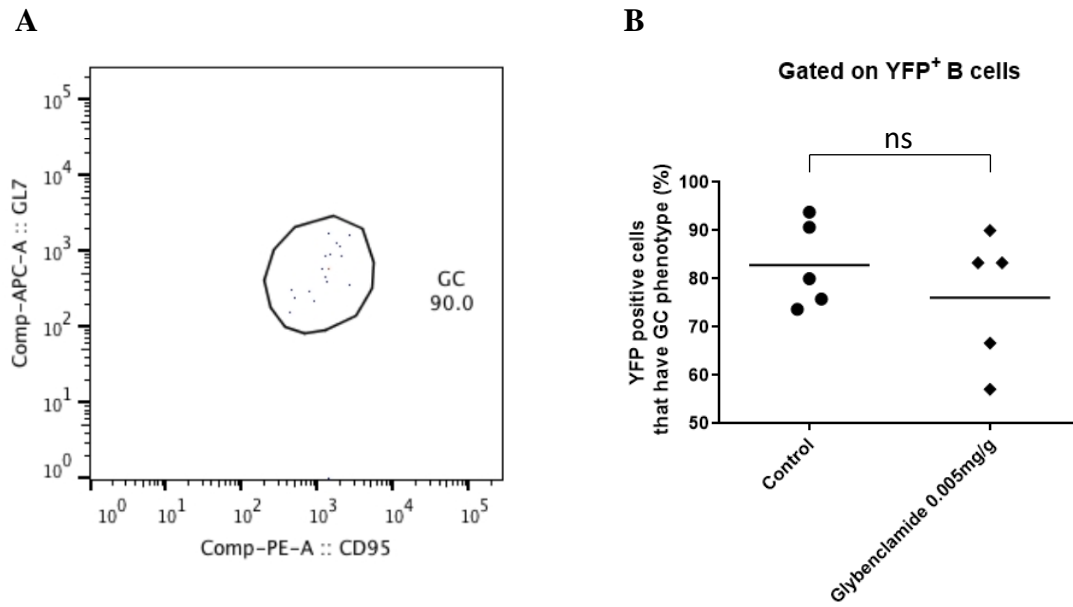 A
10^5
10^4
10^3
10^2
10^1
10^0
Comp-APC-A :: GL7
GC
90.0
10^0 10^1 10^2 10^3 10^4 10^5
Comp-PE-A :: CD95
B
Gated on YFP^+ B cells
ns
YFP positive cells
that have GC phenotype (%)
100
90
80
70
60
50
Control
Glybenclamide 0.005mg/g